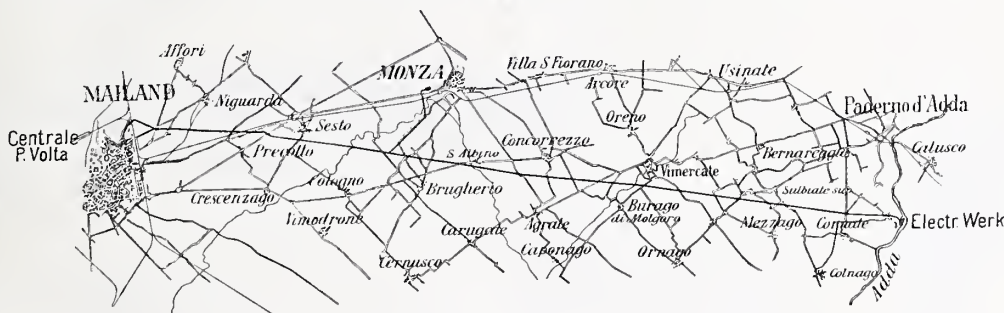 Affori
MONZA
Villa S Fiorano
Arcore
Usinate
MAILAND
Niguarda
Sesto
Oreno
Paderno d'Adda
Centrale
P. Volta
Precotto
S Albino
Concorrezzo
Vimercate
Bernareggio
Calusco
Crescenzago
Cologno
Brugherio
Sulbiate sup.
Vimodrone
Carugate
Agrate
Burago
di Molgora
Mezzago
Cornate
Electr. Werk
Cernusco
Caponago
Ornago
Colnago
Adda